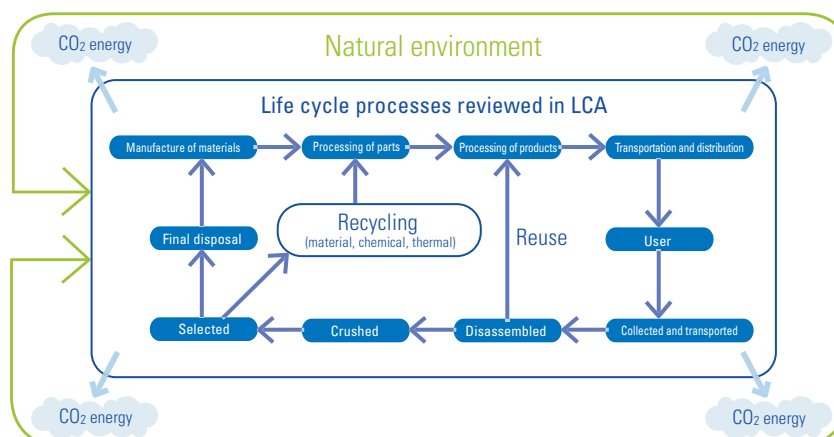 CO2 energy
Natural environment
CO2 energy
Life cycle processes reviewed in LCA
Manufacture of materials
Processing of parts
Processing of products
Transportation and distribution
Recycling
(material, chemical, thermal)
Final disposal
Reuse
User
Selected
Crushed
Disassembled
Collected and transported
CO2 energy
CO2 energy